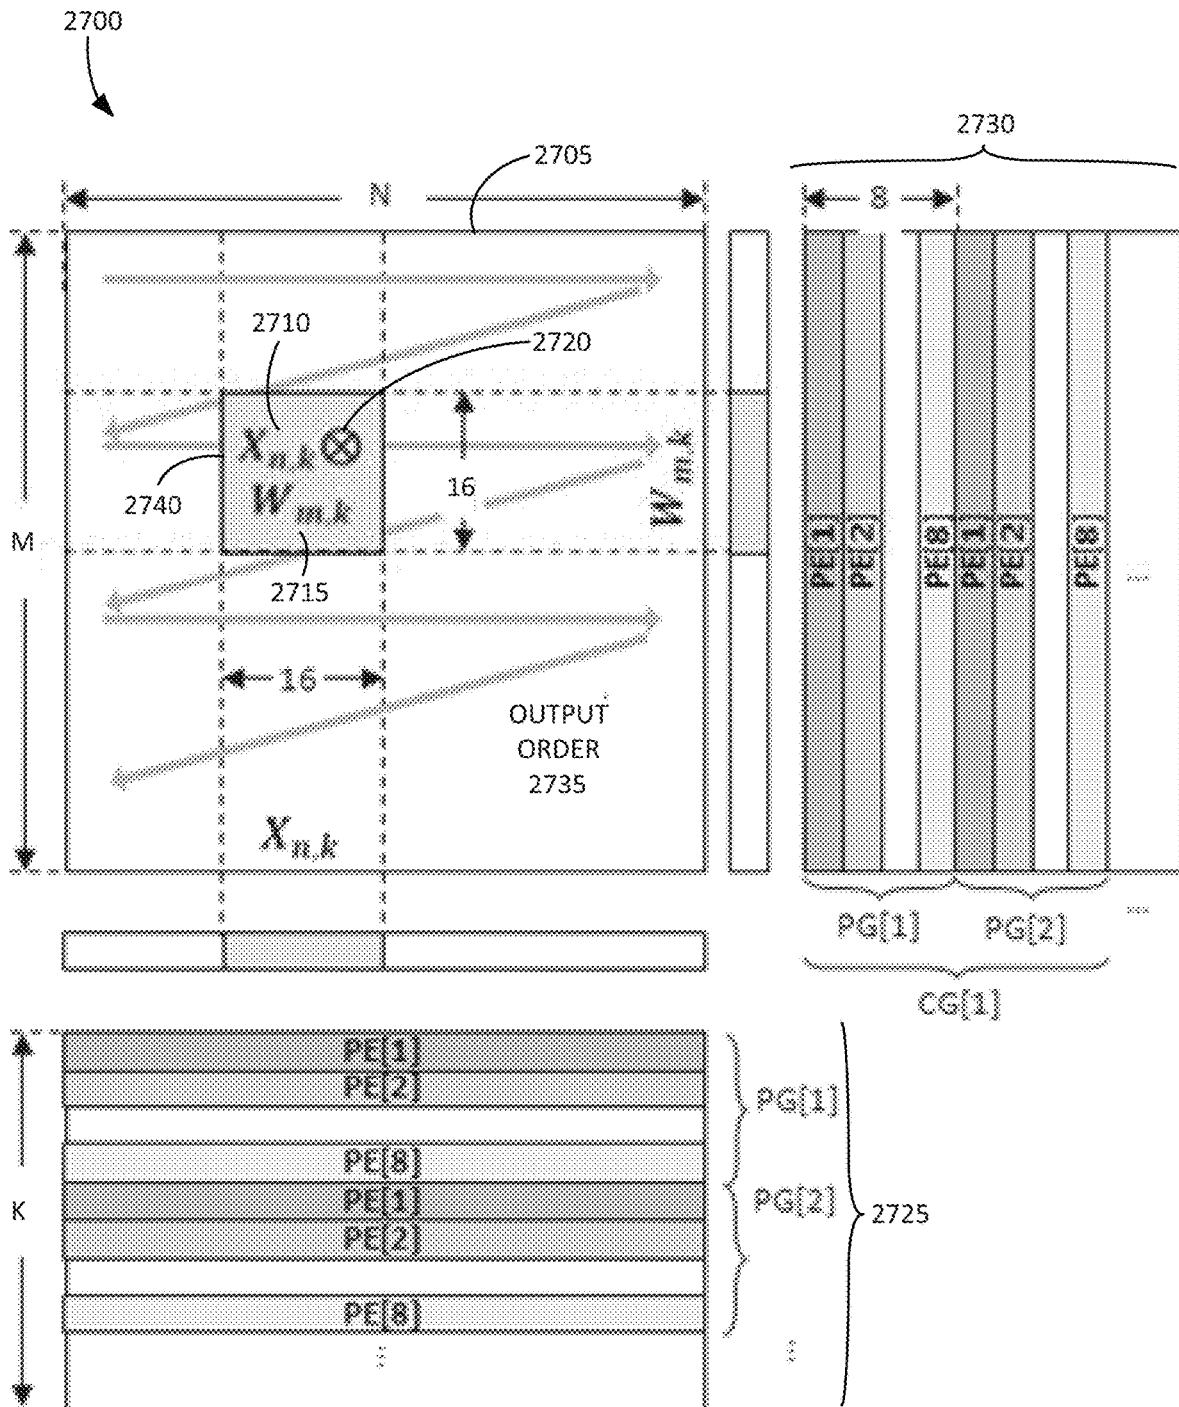 2700
2730
2705
N
8
2710
2720
X_{n,k} ⊗
W_{m,k}
2740
16
W_{m,k}
M
2715
16
OUTPUT
ORDER
2735
X_{n,k}
PE[1]
PE[2]
PE[8]
PE[1]
PE[2]
PE[8]
...
PG[1]
PG[2]
...
CG[1]
K
PE[1]
PE[2]
PE[8]
PE[1]
PE[2]
PE[8]
...
PG[1]
PG[2]
...
2725